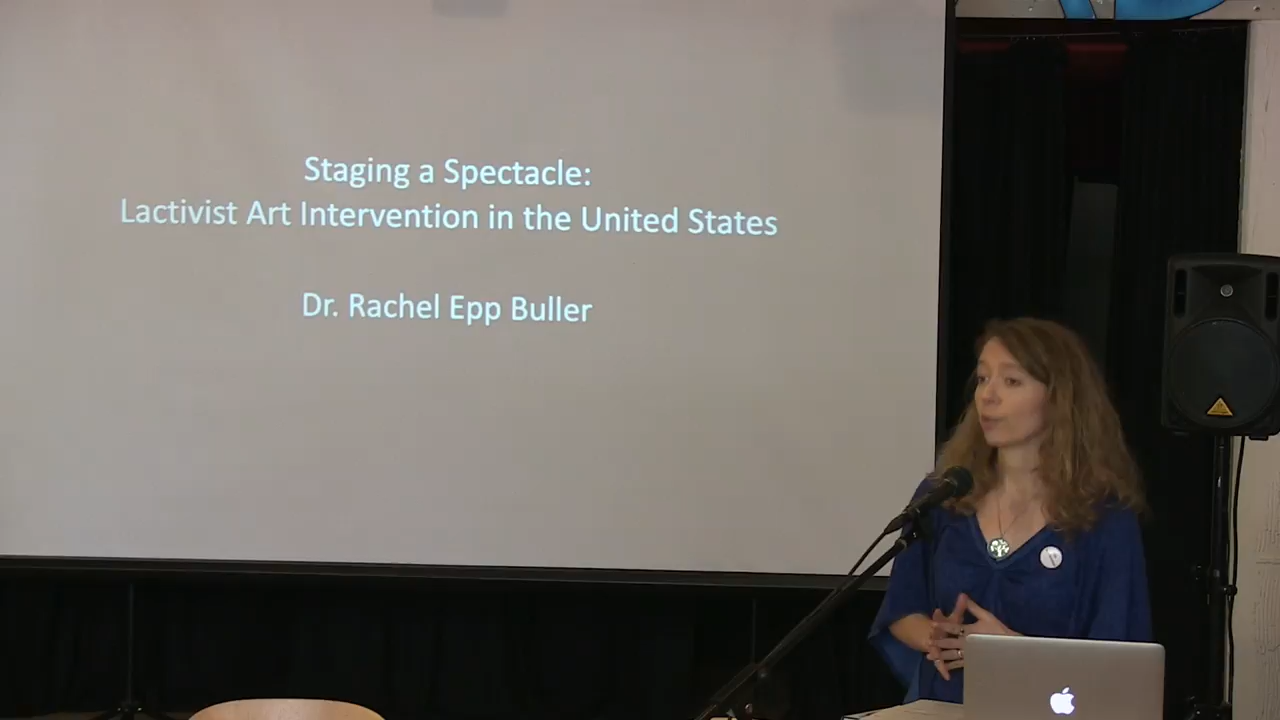 Staging a Spectacle:
Lactivist Art Intervention in the United States
Dr. Rachel Epp Buller